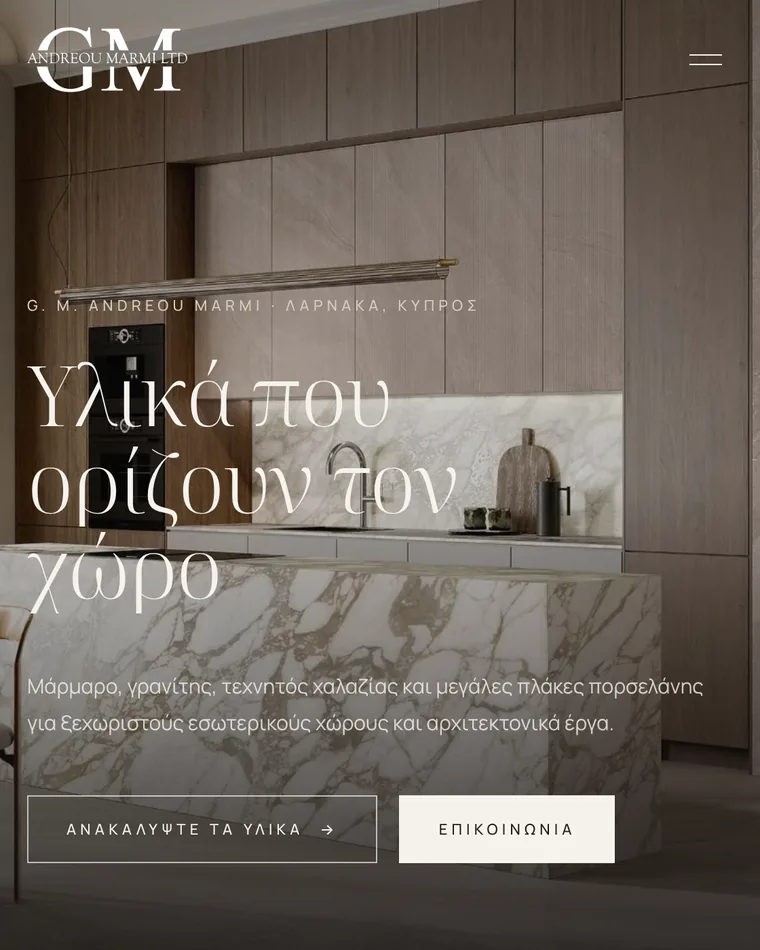 GM
ANDREOU MARMI LTD
G. M. ANDREOU MARMI · ΛΑΡΝΑΚΑ, ΚΥΠΡΟΣ
Υλικά που
ορίζουν τον
χώρο
Μάρμαρο, γρανίτης, τεχνητός χαλαζίας και μεγάλες πλάκες πορσελάνης
για ξεχωριστούς εσωτερικούς χώρους και αρχιτεκτονικά έργα.
ΑΝΑΚΑΛΥΨΤΕ ΤΑ ΥΛΙΚΑ →
ΕΠΙΚΟΙΝΩΝΙΑ